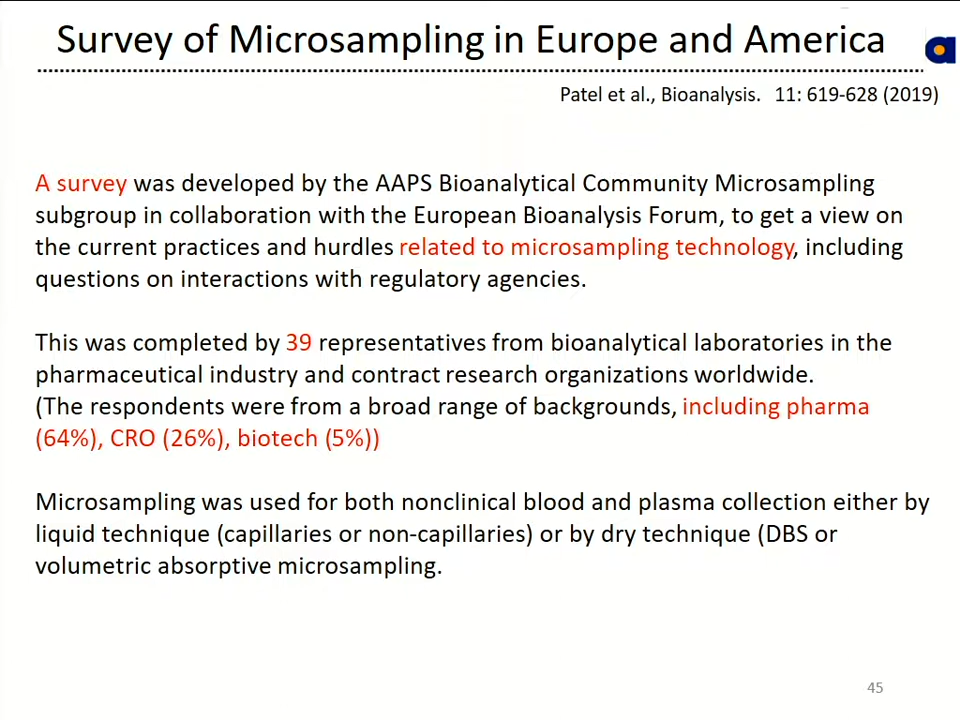 Survey of Microsampling in Europe and America
Patel et al., Bioanalysis. 11: 619-628 (2019)
A survey was developed by the AAPS Bioanalytical Community Microsampling
subgroup in collaboration with the European Bioanalysis Forum, to get a view on
the current practices and hurdles related to microsampling technology, including
questions on interactions with regulatory agencies.
This was completed by 39 representatives from bioanalytical laboratories in the
pharmaceutical industry and contract research organizations worldwide.
(The respondents were from a broad range of backgrounds, including pharma
(64%), CRO (26%), biotech (5%))
Microsampling was used for both nonclinical blood and plasma collection either by
liquid technique (capillaries or non-capillaries) or by dry technique (DBS or
volumetric absorptive microsampling.
45